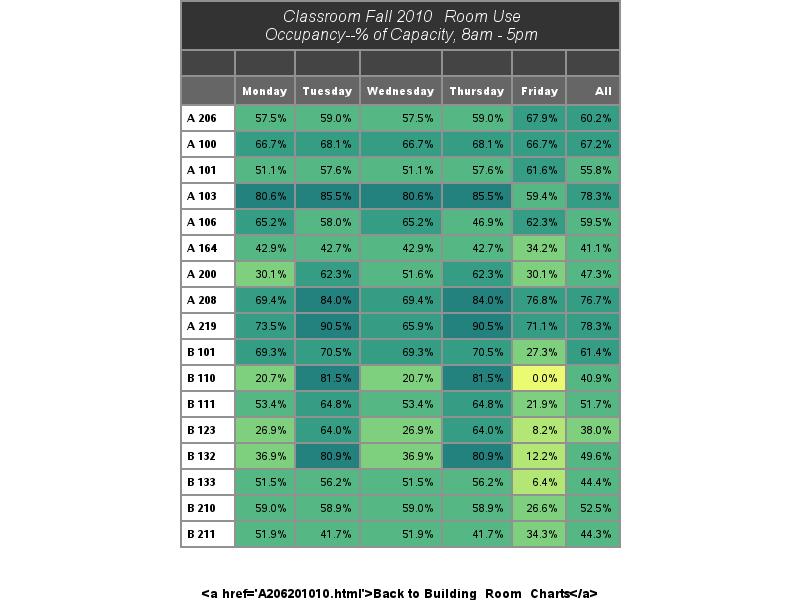 Classroom Fall 2010 Room Use
Occupancy--% of Capacity, 8am - 5pm
Monday Tuesday Wednesday Thursday Friday All
A 206 57.5% 59.0% 57.5% 59.0% 67.9% 60.2%
A 100 66.7% 68.1% 66.7% 68.1% 66.7% 67.2%
A 101 51.1% 57.6% 51.1% 57.6% 61.6% 55.8%
A 103 80.6% 85.5% 80.6% 85.5% 59.4% 78.3%
A 106 65.2% 58.0% 65.2% 46.9% 62.3% 59.5%
A 164 42.9% 42.7% 42.9% 42.7% 34.2% 41.1%
A 200 30.1% 62.3% 51.6% 62.3% 30.1% 47.3%
A 208 69.4% 84.0% 69.4% 84.0% 76.8% 76.7%
A 219 73.5% 90.5% 65.9% 90.5% 71.1% 78.3%
B 101 69.3% 70.5% 69.3% 70.5% 27.3% 61.4%
B 110 20.7% 81.5% 20.7% 81.5% 0.0% 40.9%
B 111 53.4% 64.8% 53.4% 64.8% 21.9% 51.7%
B 123 26.9% 64.0% 26.9% 64.0% 8.2% 38.0%
B 132 36.9% 80.9% 36.9% 80.9% 12.2% 49.6%
B 133 51.5% 56.2% 51.5% 56.2% 6.4% 44.4%
B 210 59.0% 58.9% 59.0% 58.9% 26.6% 52.5%
B 211 51.9% 41.7% 51.9% 41.7% 34.3% 44.3%
<a href='A206201010.html'>Back to Building Room Charts</a>